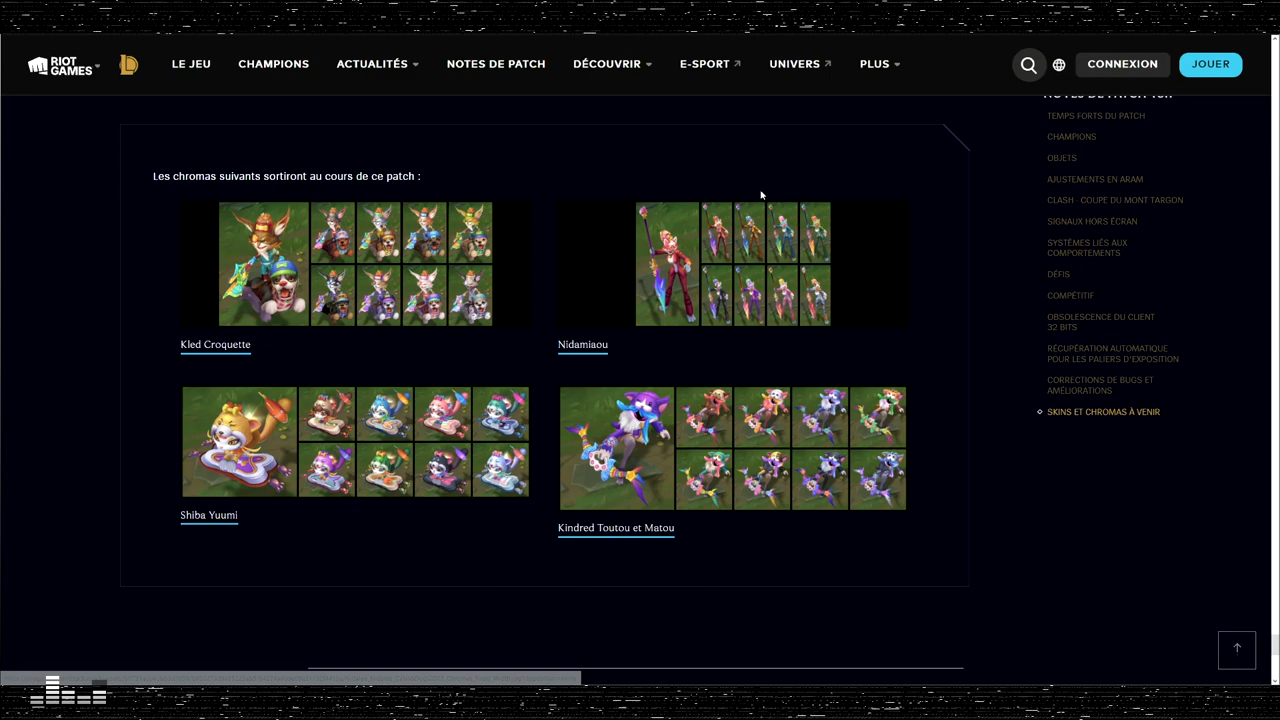 RIOT GAMES
LE JEU
CHAMPIONS
ACTUALITÉS
NOTES DE PATCH
DÉCOUVRIR
E-SPORT
UNIVERS
PLUS
CONNEXION
JOUER
Les chromas suivants sortiront au cours de ce patch :
Kled Croquette
Nidamiaou
Shiba Yuumi
Kindred Toutou et Matou
NOTES DE PATCH
TEMPS FORTS DU PATCH
CHAMPIONS
OBJETS
AJUSTEMENTS EN ARAM
CLASH - COUPE DU MONT TARGON
SIGNAUX HORS ÉCRAN
SYSTÈMES LIÉS AUX
COMPORTEMENTS
DÉFIS
COMPÉTITIF
OBSOLESCENCE DU CLIENT
32 BITS
RÉCUPÉRATION AUTOMATIQUE
POUR LES PALIERS D'EXPOSITION
CORRECTIONS DE BUGS ET
AMÉLIORATIONS
SKINS ET CHROMAS À VENIR